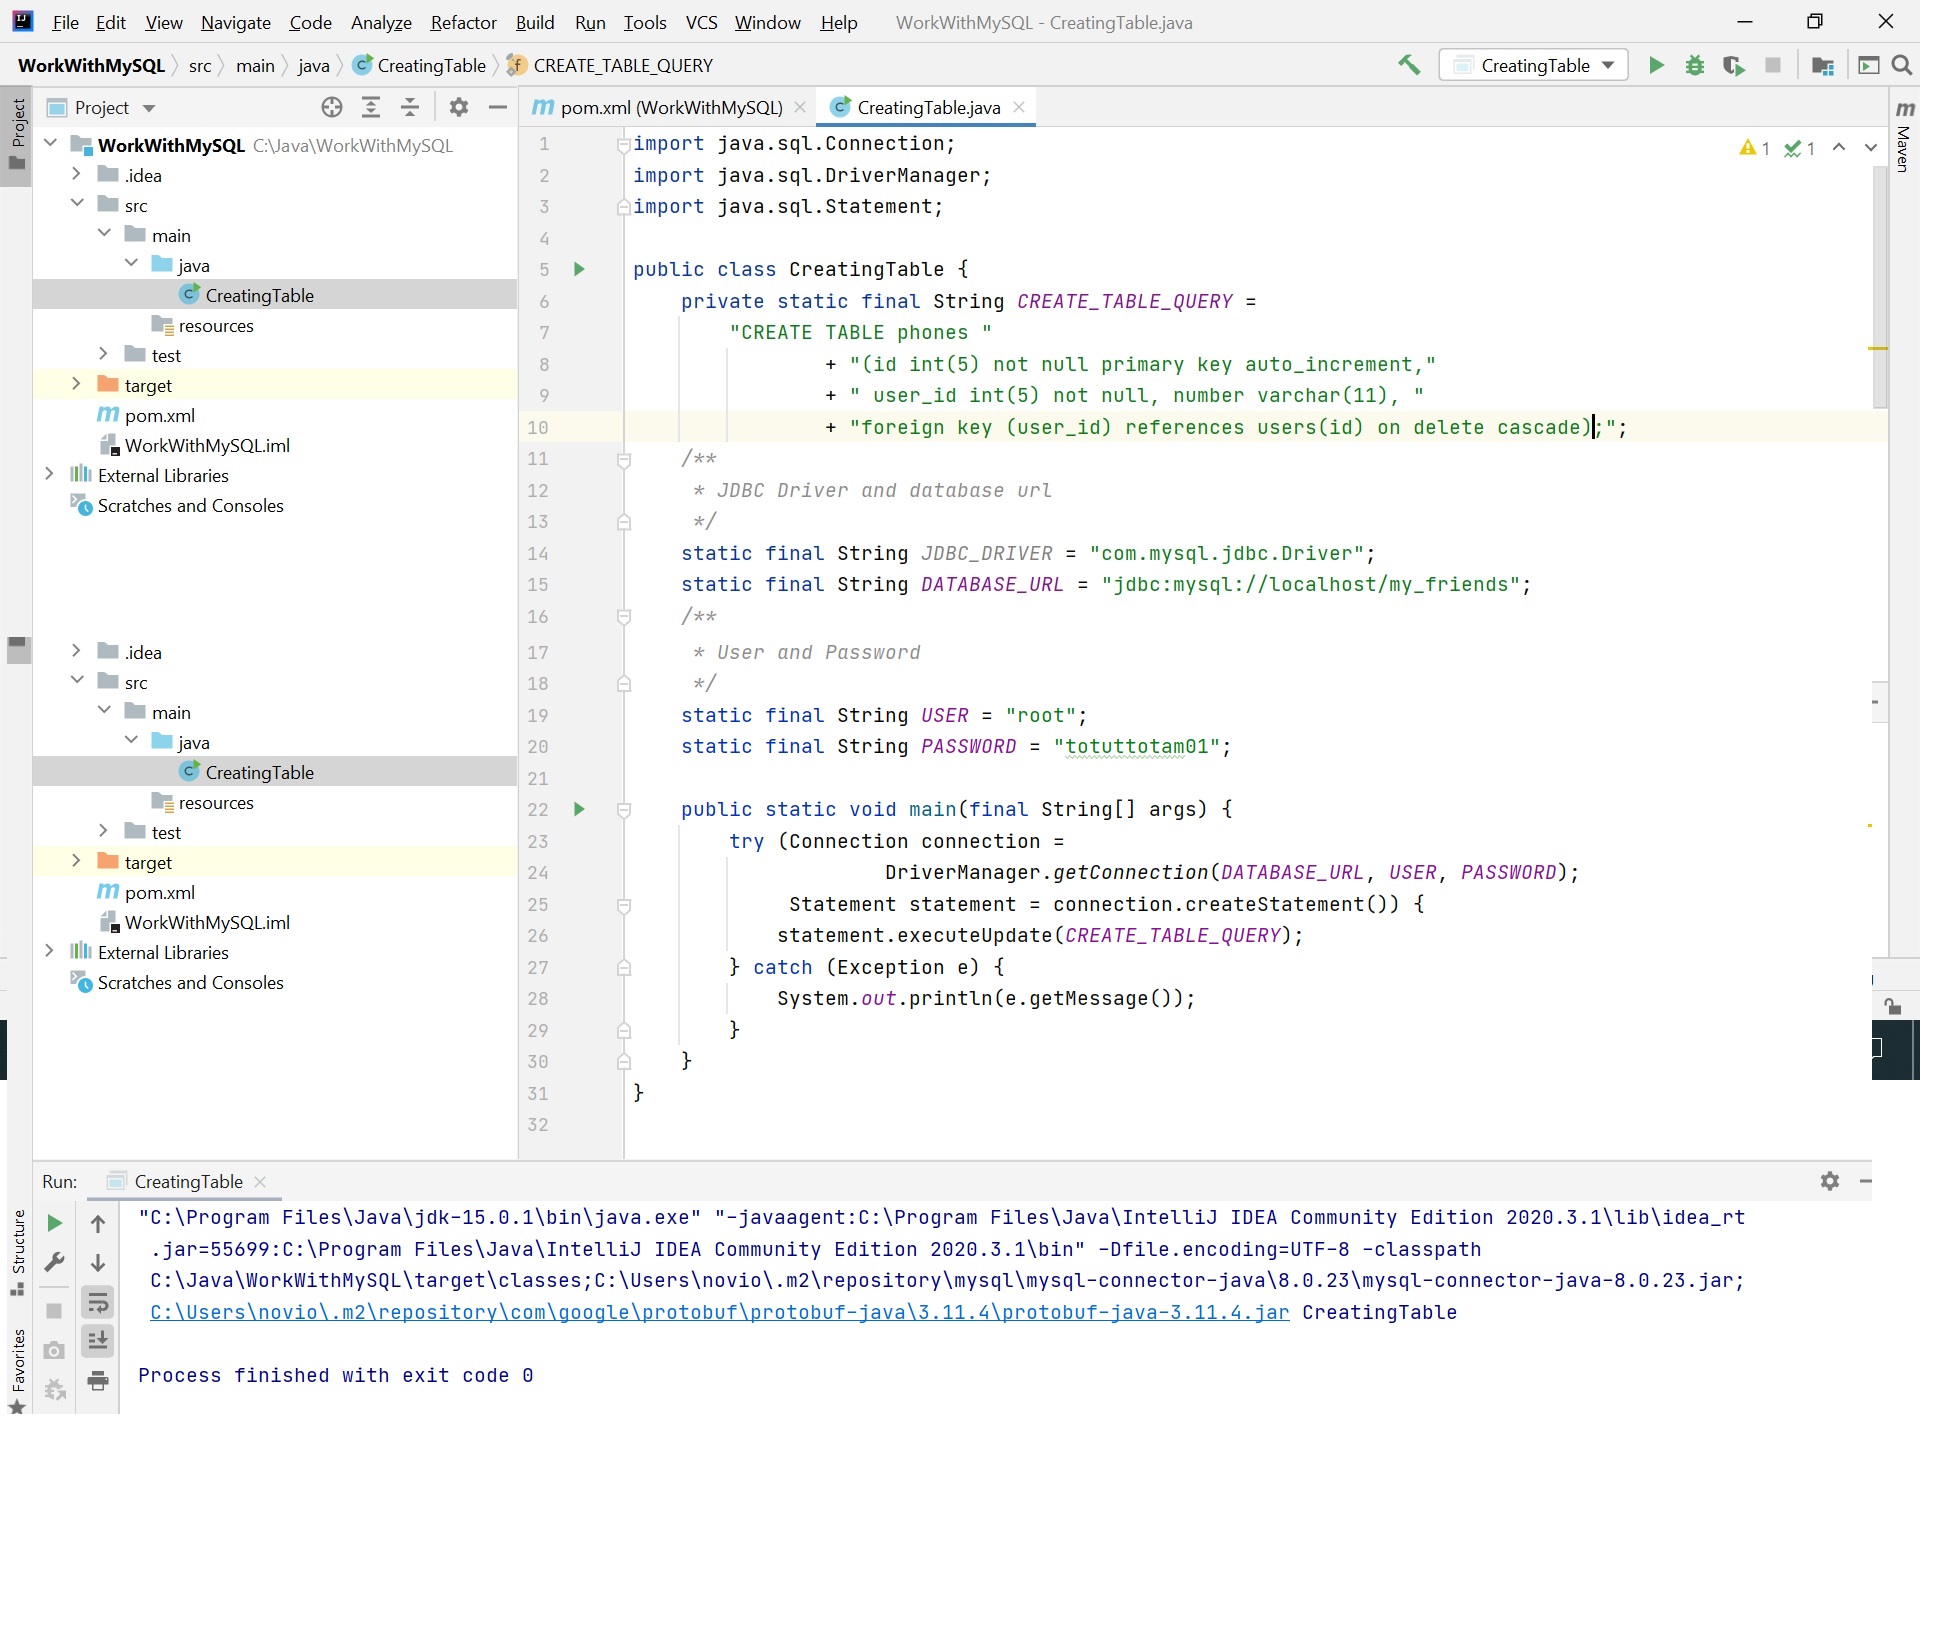 File Edit View Navigate Code Analyze Refactor Build Run Tools VCS Window Help WorkWithMySQL - CreatingTable.java
WorkWithMySQL src main java CreatingTable CREATE_TABLE_QUERY CreatingTable
Project
Project
WorkWithMySQL C:\Java\WorkWithMySQL
.idea
src
main
java
CreatingTable
resources
test
target
pom.xml
WorkWithMySQL.iml
External Libraries
Scratches and Consoles
.idea
src
main
java
CreatingTable
resources
test
target
pom.xml
WorkWithMySQL.iml
External Libraries
Scratches and Consoles
pom.xml (WorkWithMySQL) CreatingTable.java
1 1
Maven
1 import java.sql.Connection;
2 import java.sql.DriverManager;
3 import java.sql.Statement;
4
5 public class CreatingTable {
6 private static final String CREATE_TABLE_QUERY =
7 "CREATE TABLE phones "
8 + "(id int(5) not null primary key auto_increment,"
9 + " user_id int(5) not null, number varchar(11), "
10 + "foreign key (user_id) references users(id) on delete cascade);";
11 /**
12 * JDBC Driver and database url
13 */
14 static final String JDBC_DRIVER = "com.mysql.jdbc.Driver";
15 static final String DATABASE_URL = "jdbc:mysql://localhost/my_friends";
16 /**
17 * User and Password
18 */
19 static final String USER = "root";
20 static final String PASSWORD = "totuttotam01";
21
22 public static void main(final String[] args) {
23 try (Connection connection =
24 DriverManager.getConnection(DATABASE_URL, USER, PASSWORD);
25 Statement statement = connection.createStatement()) {
26 statement.executeUpdate(CREATE_TABLE_QUERY);
27 } catch (Exception e) {
28 System.out.println(e.getMessage());
29 }
30 }
31 }
32
Run: CreatingTable
"C:\Program Files\Java\jdk-15.0.1\bin\java.exe" "-javaagent:C:\Program Files\Java\IntelliJ IDEA Community Edition 2020.3.1\lib\idea_rt
.jar=55699:C:\Program Files\Java\IntelliJ IDEA Community Edition 2020.3.1\bin" -Dfile.encoding=UTF-8 -classpath
C:\Java\WorkWithMySQL\target\classes;C:\Users\novio\.m2\repository\mysql\mysql-connector-java\8.0.23\mysql-connector-java-8.0.23.jar;
C:\Users\novio\.m2\repository\com\google\protobuf\protobuf-java\3.11.4\protobuf-java-3.11.4.jar CreatingTable
Process finished with exit code 0
Structure
Favorites